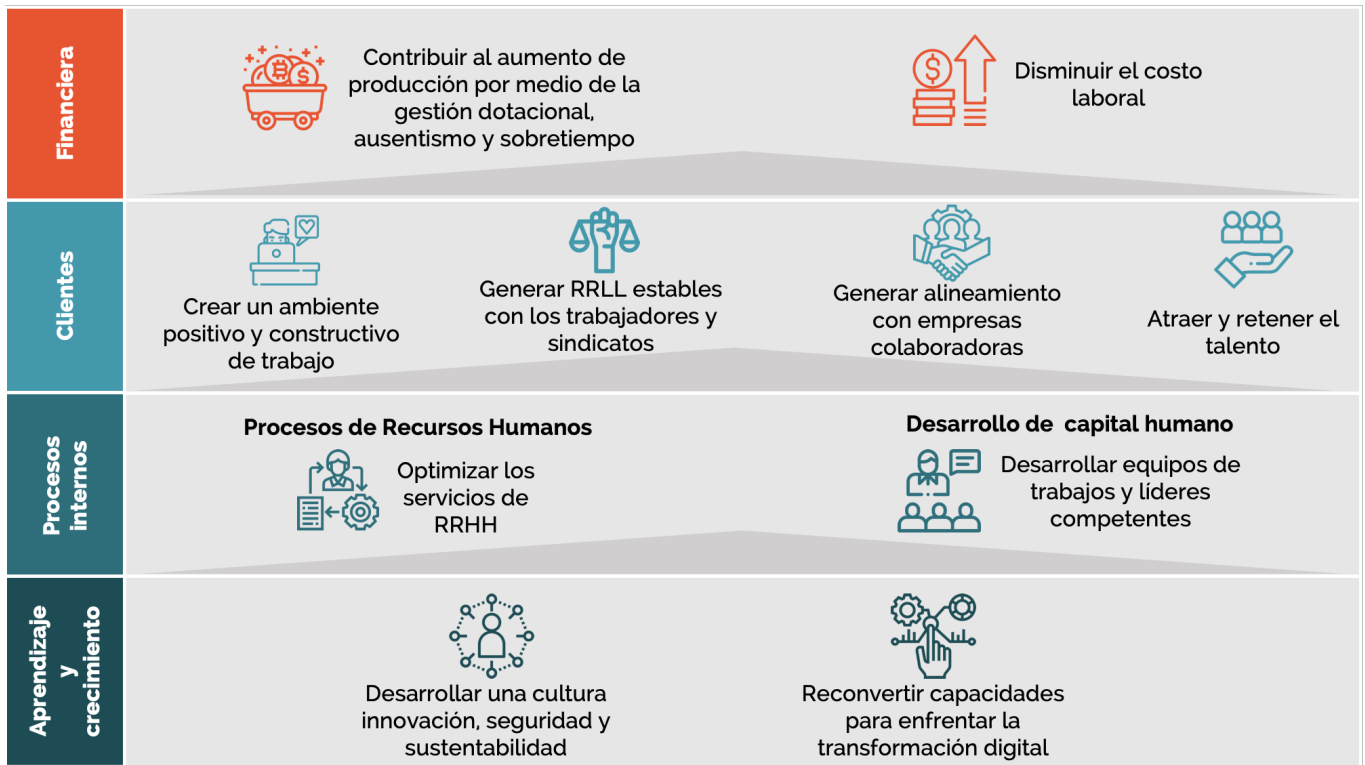 Financiera
Contribuir al aumento de
producción por medio de la
gestión dotacional,
ausentismo y sobretiempo
Disminuir el costo
laboral
Clientes
Crear un ambiente
positivo y constructivo
de trabajo
Generar RRLL estables
con los trabajadores y
sindicatos
Generar alineamiento
con empresas
colaboradoras
Atraer y retener el
talento
Procesos
internos
Procesos de Recursos Humanos
Optimizar los
servicios de
RRHH
Desarrollo de  capital humano
Desarrollar equipos de
trabajos y líderes
competentes
Aprendizaje
y
crecimiento
Desarrollar una cultura
innovación, seguridad y
sustentabilidad
Reconvertir capacidades
para enfrentar la
transformación digital